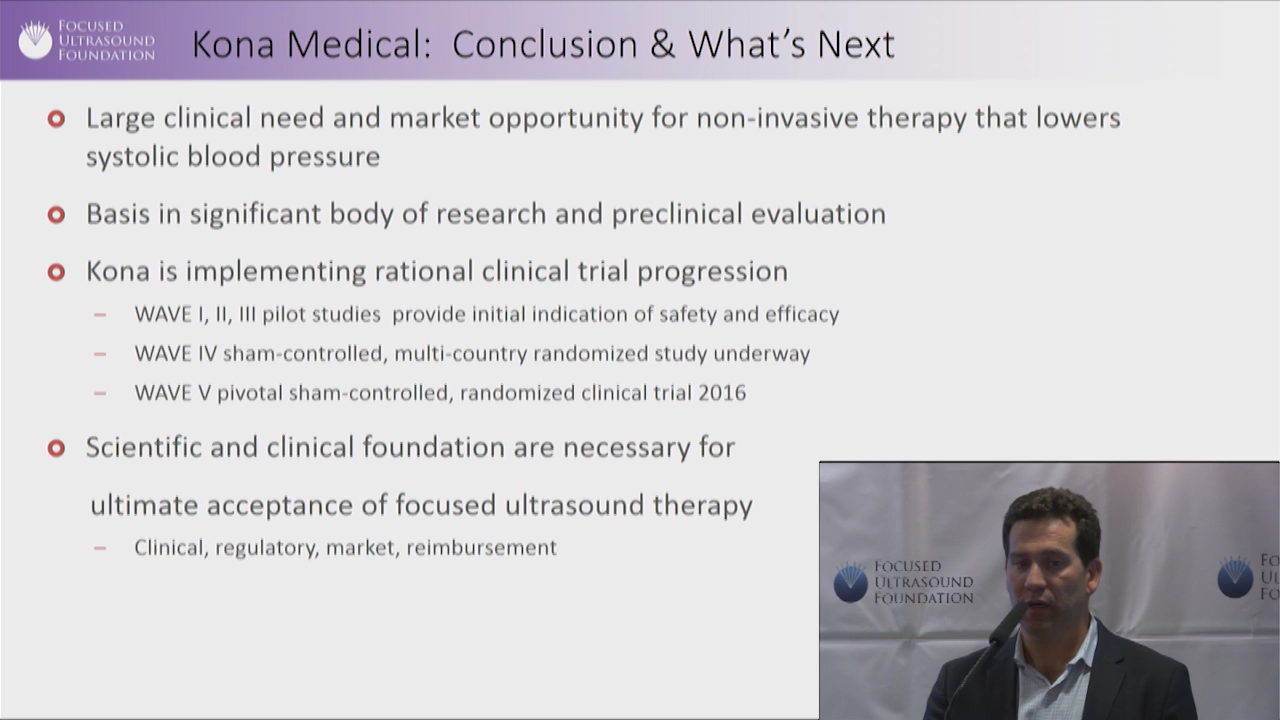 FOCUSED
ULTRASOUND
FOUNDATION
Kona Medical: Conclusion & What's Next
Large clinical need and market opportunity for non-invasive therapy that lowers
systolic blood pressure
Basis in significant body of research and preclinical evaluation
Kona is implementing rational clinical trial progression
– WAVE I, II, III pilot studies provide initial indication of safety and efficacy
– WAVE IV sham-controlled, multi-country randomized study underway
– WAVE V pivotal sham-controlled, randomized clinical trial 2016
Scientific and clinical foundation are necessary for
ultimate acceptance of focused ultrasound therapy
– Clinical, regulatory, market, reimbursement
FOCUSED
ULTRASOUND
FOUNDATION